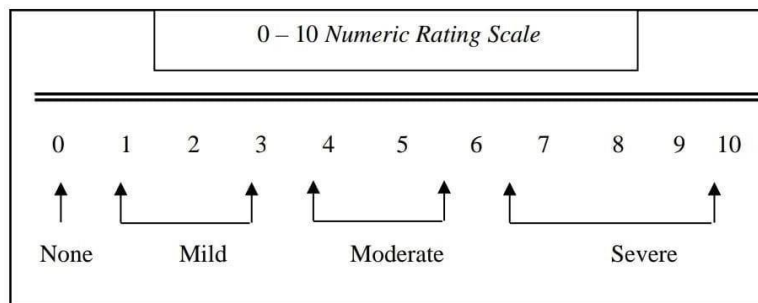 0 – 10 Numeric Rating Scale
0 1 2 3 4 5 6 7 8 9 10
None Mild Moderate Severe